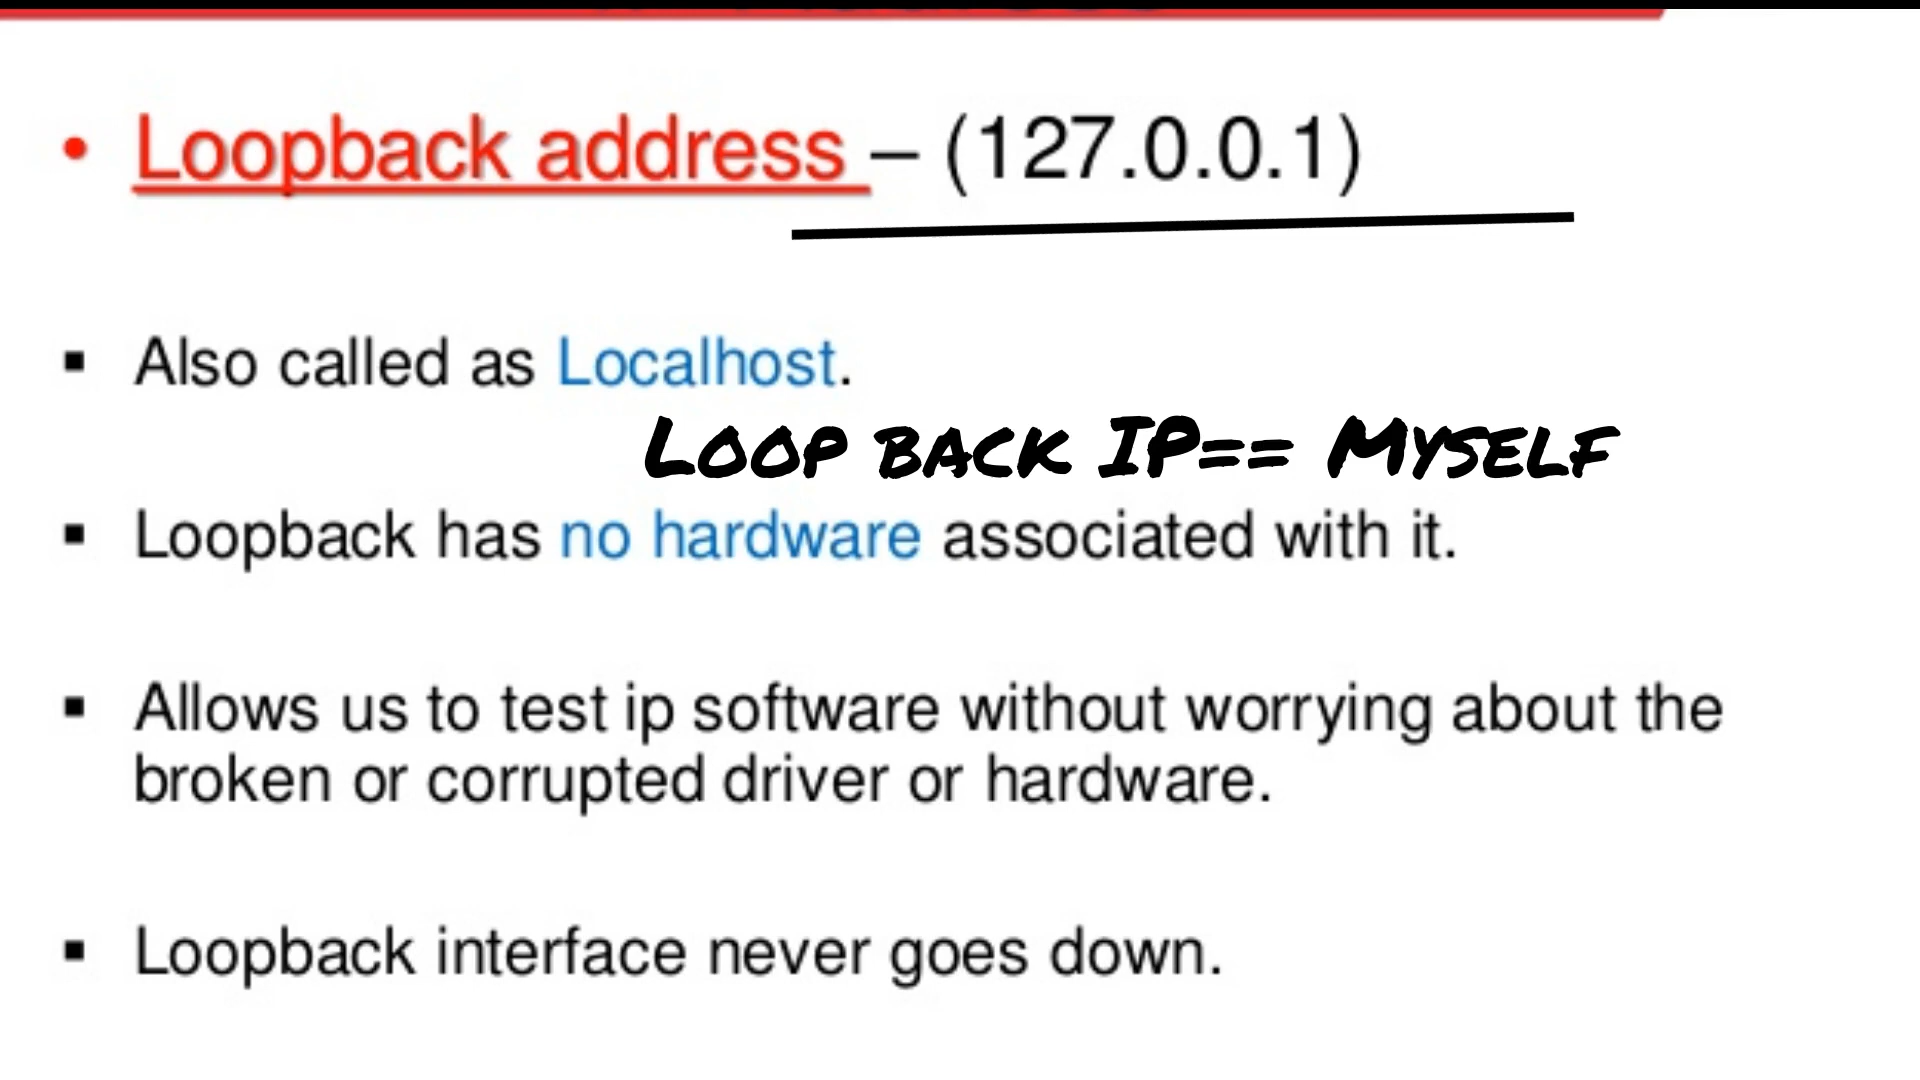 • Loopback address – (127.0.0.1)
▪ Also called as Localhost.
Loop back IP== Myself
▪ Loopback has no hardware associated with it.
▪ Allows us to test ip software without worrying about the
broken or corrupted driver or hardware.
▪ Loopback interface never goes down.